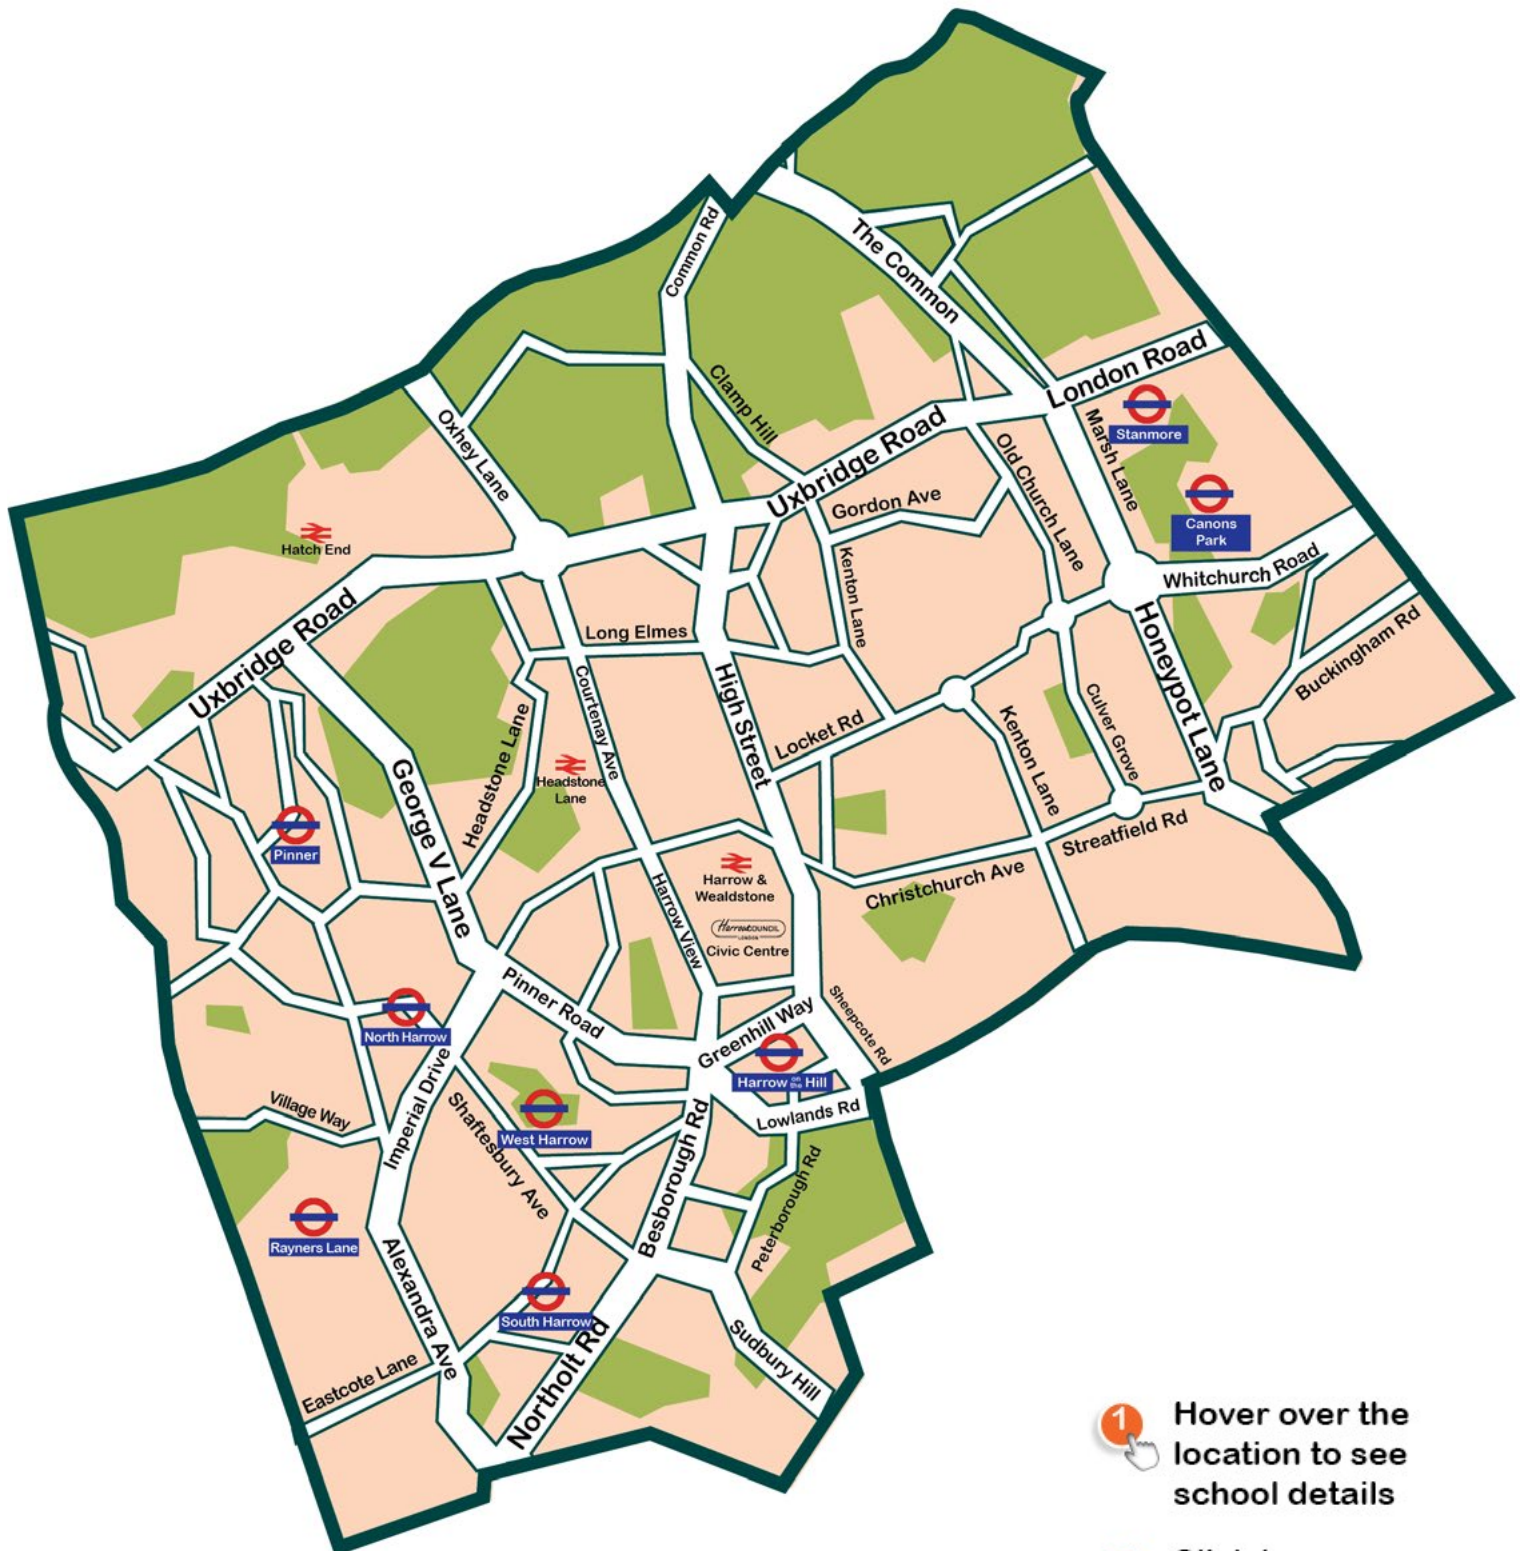 Common Rd
The Common
Clamp Hill
London Road
Stanmore
Marsh Lane
Oxhey Lane
Uxbridge Road
Old Church Lane
Gordon Ave
Canons
Park
Hatch End
Kenton Lane
Whitchurch Road
Uxbridge Road
Long Elmes
Honeypot Lane
Buckingham Rd
Courtenay Ave
High Street
Headstone Lane
Locket Rd
Kenton Lane
Culver Grove
Headstone
Lane
George V Lane
Pinner
Streatfield Rd
Harrow &
Wealdstone
Christchurch Ave
Harrow View
HarrowCOUNCIL
LONDON
Civic Centre
Pinner Road
Sheepcote Rd
North Harrow
Greenhill Way
Harrow on the Hill
Imperial Drive
Village Way
Shaftesbury Ave
West Harrow
Lowlands Rd
Besborough Rd
Peterborough Rd
Rayners Lane
Alexandra Ave
South Harrow
Northolt Rd
Sudbury Hill
Eastcote Lane
1
Hover over the
location to see
school details